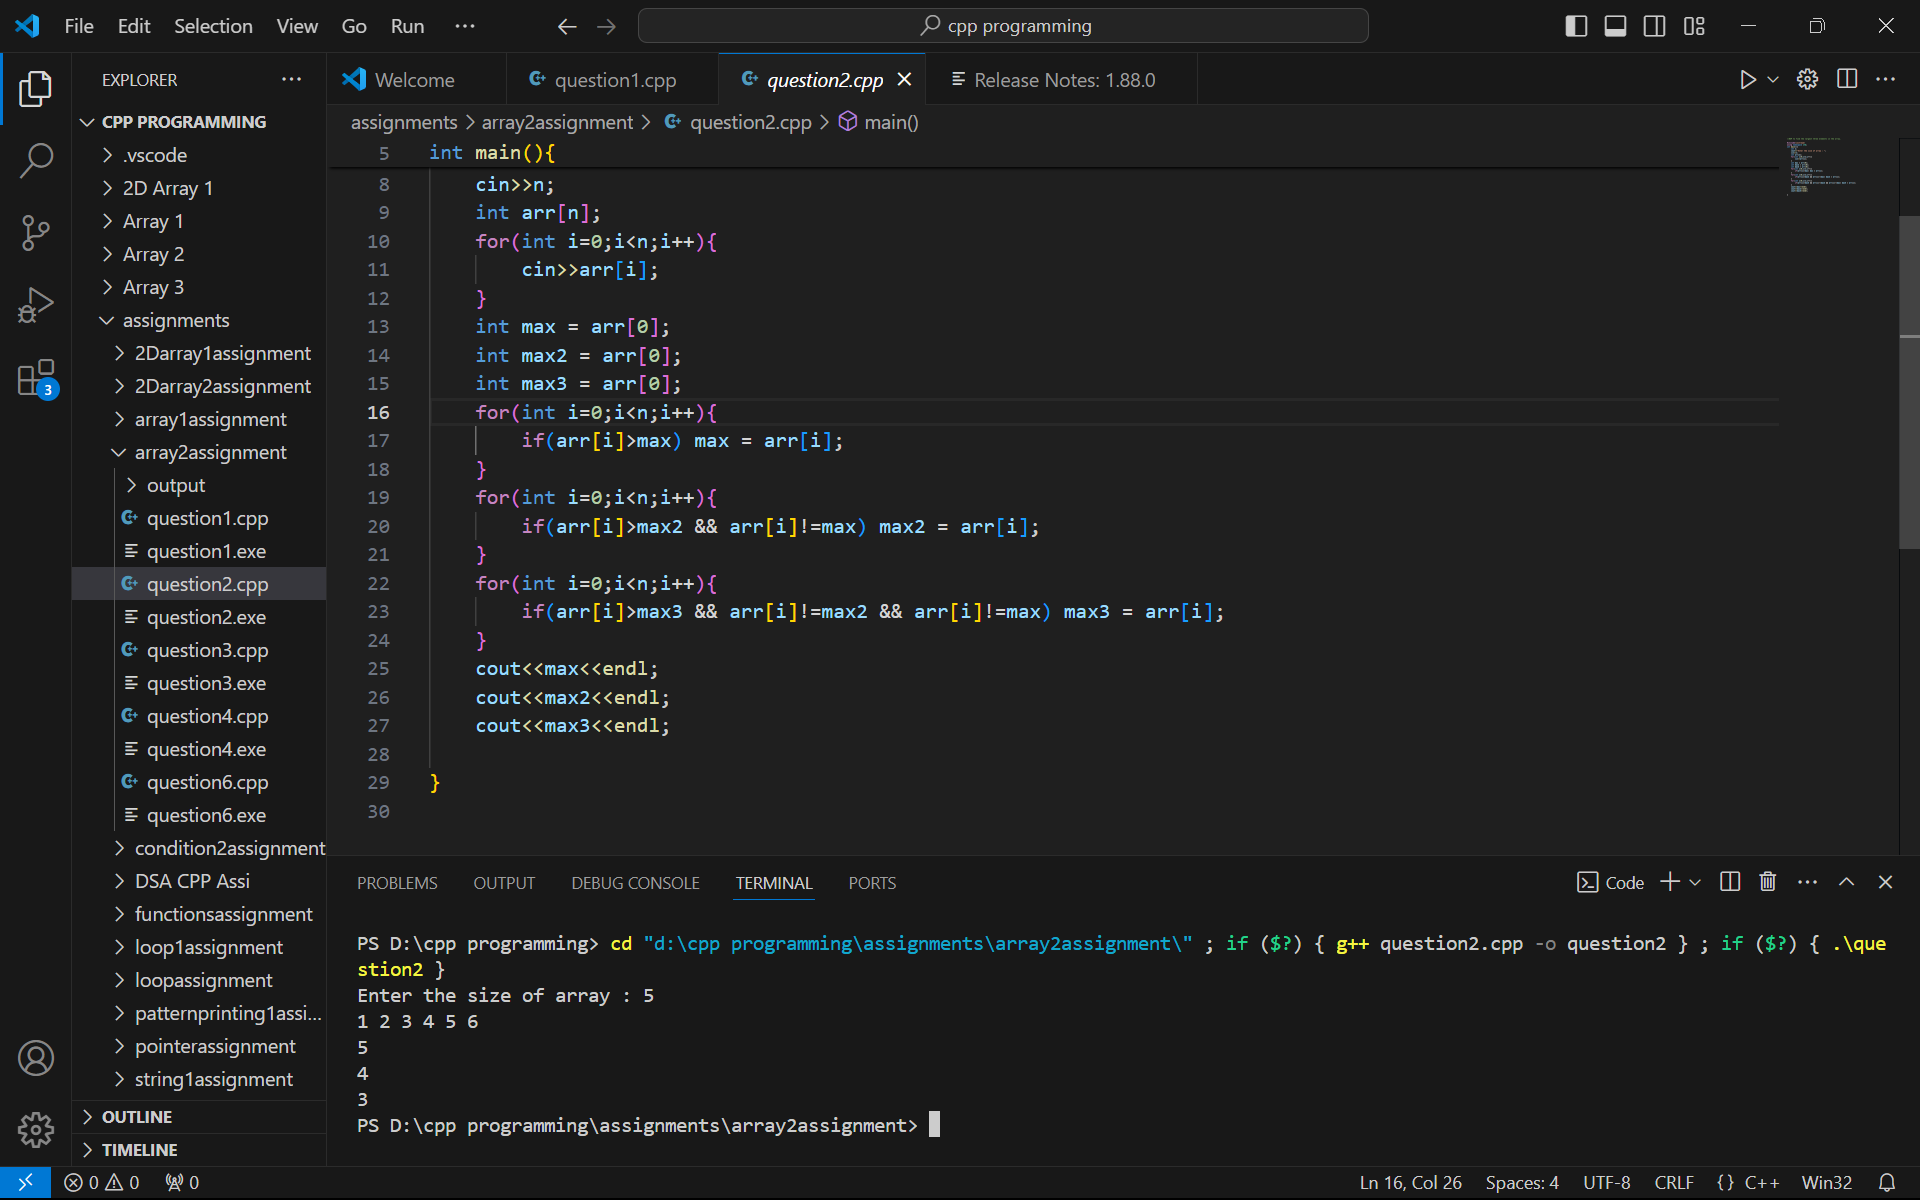 File Edit Selection View Go Run ··· cpp programming
EXPLORER ···
Welcome question1.cpp question2.cpp Release Notes: 1.88.0
CPP PROGRAMMING
.vscode
2D Array 1
Array 1
Array 2
Array 3
assignments
2Darray1assignment
2Darray2assignment
array1assignment
array2assignment
output
question1.cpp
question1.exe
question2.cpp
question2.exe
question3.cpp
question3.exe
question4.cpp
question4.exe
question6.cpp
question6.exe
condition2assignment
DSA CPP Assi
functionsassignment
loop1assignment
loopassignment
patternprinting1assi...
pointerassignment
string1assignment
OUTLINE
TIMELINE
3
assignments > array2assignment > question2.cpp > main()
5 int main(){
8 cin>>n;
9 int arr[n];
10 for(int i=0;i<n;i++){
11 cin>>arr[i];
12 }
13 int max = arr[0];
14 int max2 = arr[0];
15 int max3 = arr[0];
16 for(int i=0;i<n;i++){
17 if(arr[i]>max) max = arr[i];
18 }
19 for(int i=0;i<n;i++){
20 if(arr[i]>max2 && arr[i]!=max) max2 = arr[i];
21 }
22 for(int i=0;i<n;i++){
23 if(arr[i]>max3 && arr[i]!=max2 && arr[i]!=max) max3 = arr[i];
24 }
25 cout<<max<<endl;
26 cout<<max2<<endl;
27 cout<<max3<<endl;
28
29 }
30
PROBLEMS OUTPUT DEBUG CONSOLE TERMINAL PORTS Code
PS D:\cpp programming> cd "d:\cpp programming\assignments\array2assignment\" ; if ($?) { g++ question2.cpp -o question2 } ; if ($?) { .\que
stion2 }
Enter the size of array : 5
1 2 3 4 5 6
5
4
3
PS D:\cpp programming\assignments\array2assignment>
0 0 0 Ln 16, Col 26 Spaces: 4 UTF-8 CRLF {} C++ Win32